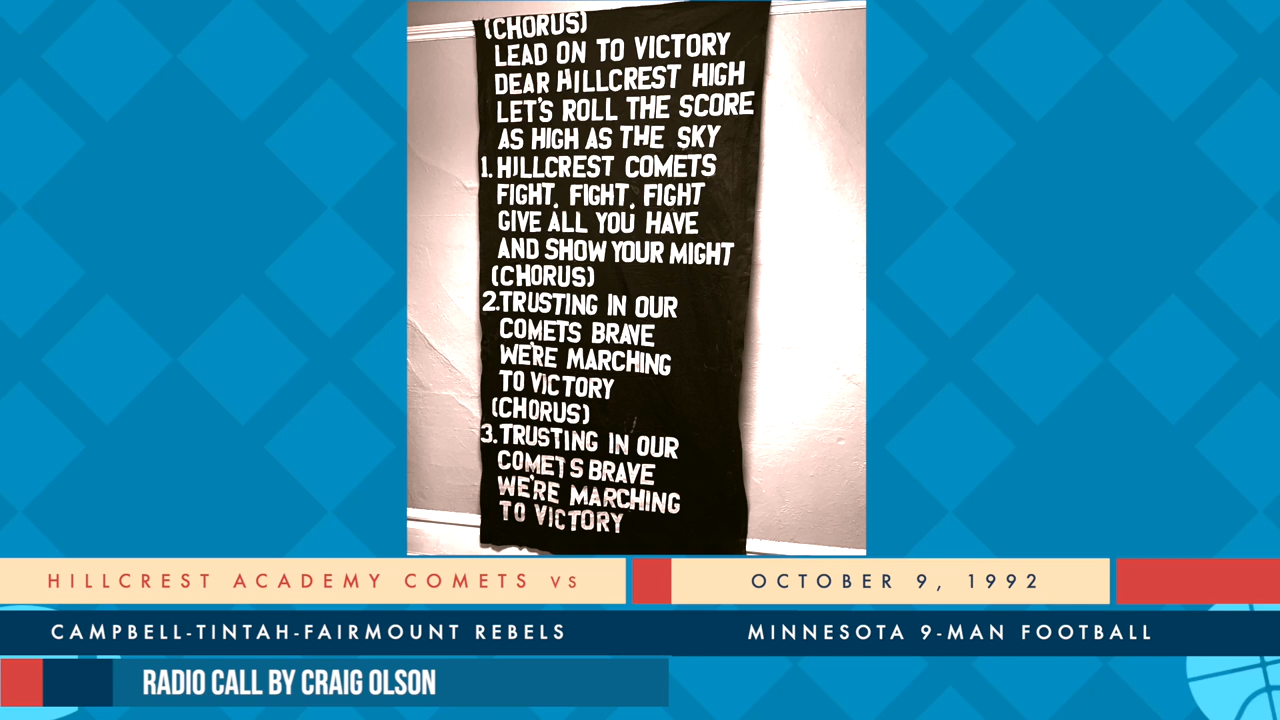 (CHORUS)
LEAD ON TO VICTORY
DEAR HILLCREST HIGH
LET'S ROLL THE SCORE
AS HIGH AS THE SKY
1. HILLCREST COMETS
FIGHT, FIGHT, FIGHT
GIVE ALL YOU HAVE
AND SHOW YOUR MIGHT
(CHORUS)
2. TRUSTING IN OUR
COMETS BRAVE
WE'RE MARCHING
TO VICTORY
(CHORUS)
3. TRUSTING IN OUR
COMETS BRAVE
WE'RE MARCHING
TO VICTORY
HILLCREST ACADEMY COMETS VS
OCTOBER 9, 1992
CAMPBELL-TINTAH-FAIRMOUNT REBELS
MINNESOTA 9-MAN FOOTBALL
RADIO CALL BY CRAIG OLSON